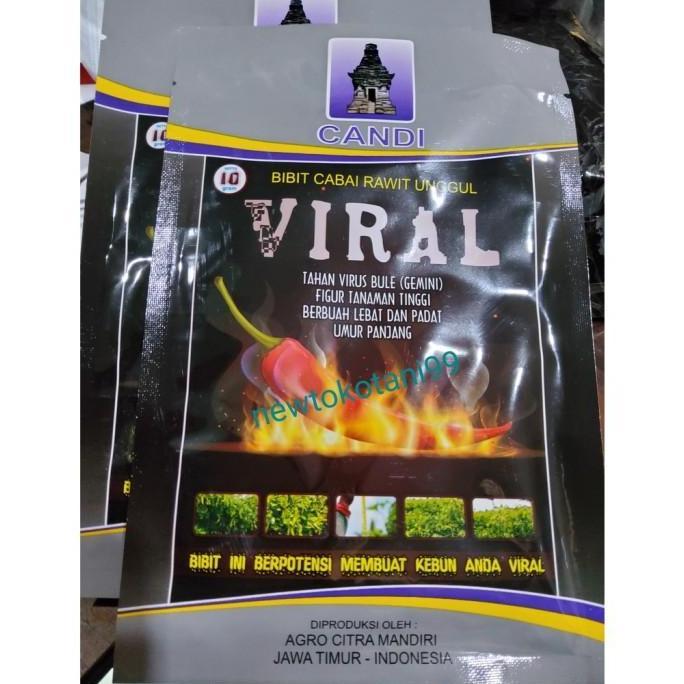 CANDI
netto
10
gram
BIBIT CABAI RAWIT UNGGUL
VIRAL
TAHAN VIRUS BULE (GEMINI)
FIGUR TANAMAN TINGGI
BERBUAH LEBAT DAN PADAT
UMUR PANJANG
newtokotani99
BIBIT INI BERPOTENSI MEMBUAT KEBUN ANDA VIRAL
DIPRODUKSI OLEH :
AGRO CITRA MANDIRI
JAWA TIMUR - INDONESIA